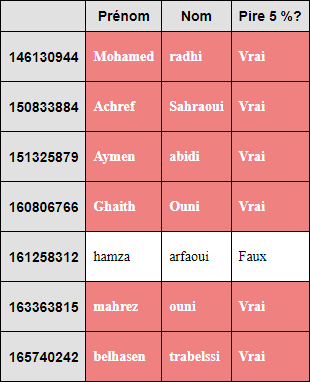 Prénom Nom Pire 5 %?
146130944 Mohamed radhi Vrai
150833884 Achref Sahraoui Vrai
151325879 Aymen abidi Vrai
160806766 Ghaith Ouni Vrai
161258312 hamza arfaoui Faux
163363815 mahrez ouni Vrai
165740242 belhasen trabelssi Vrai